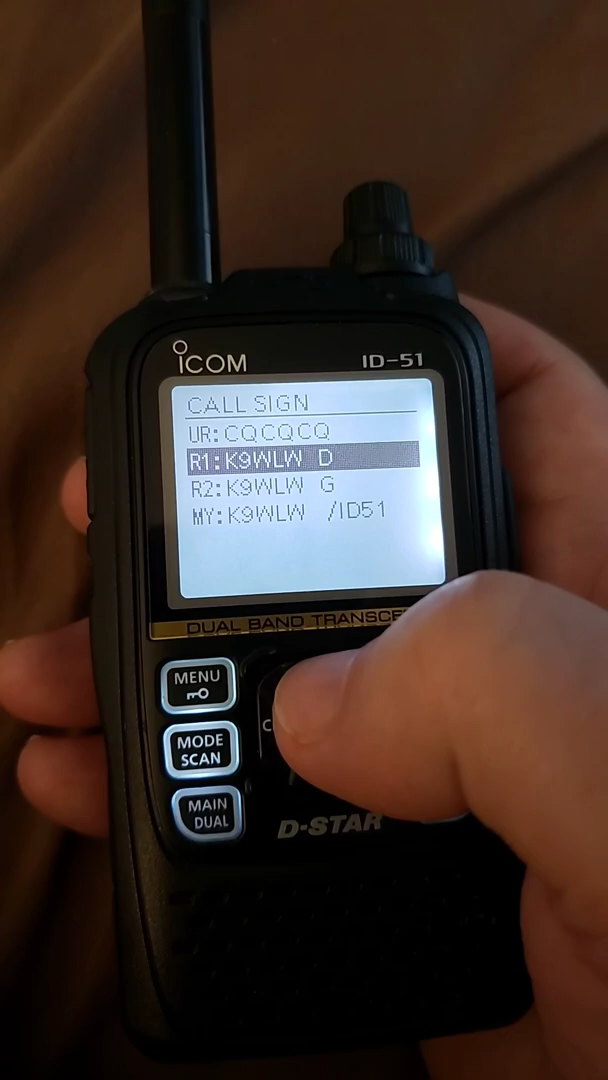 ICOM ID-51
CALL SIGN
UR:CQCQCQ
R1:K9WLW D
R2:K9WLW G
MY:K9WLW /ID51
DUAL BAND
MENU
MODE
SCAN
MAIN
DUAL
D-STAR